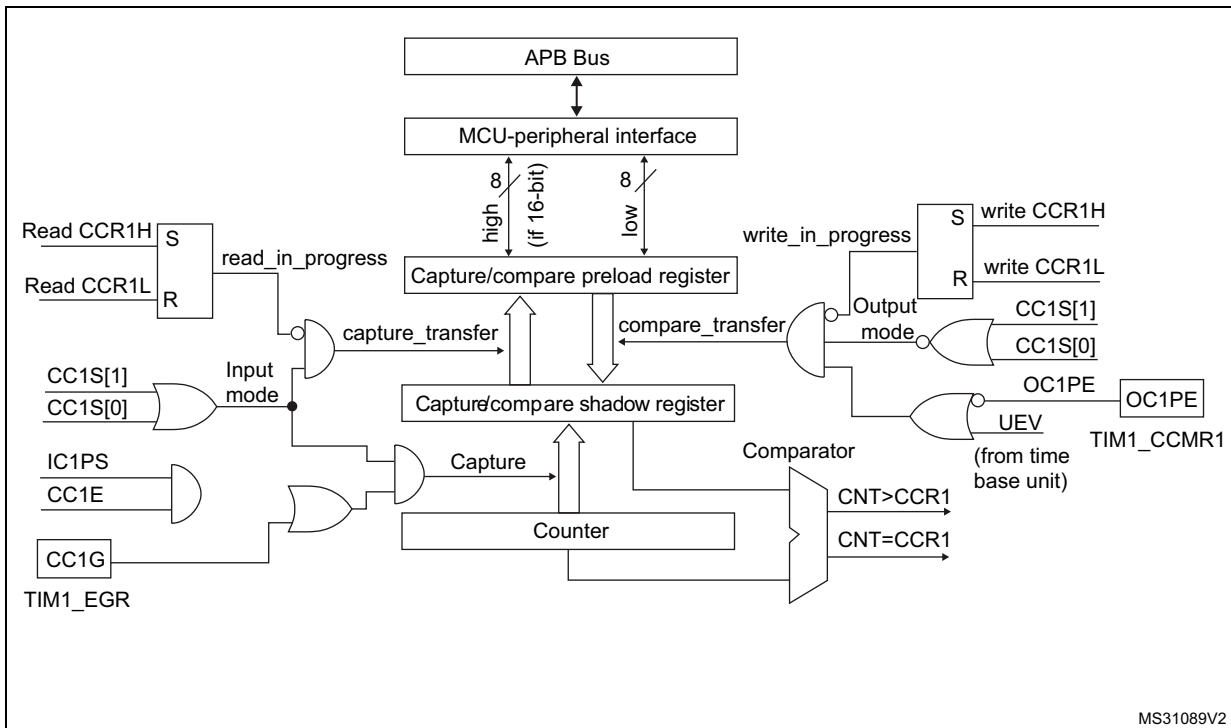 APB Bus
MCU-peripheral interface
8
high
(if 16-bit)
8
low
Read CCR1H
S
read_in_progress
Read CCR1L
R
Capture/compare preload register
write_in_progress
S
write CCR1H
R
write CCR1L
capture_transfer
compare_transfer
Output
mode
CC1S[1]
CC1S[0]
CC1S[1]
CC1S[0]
Input
mode
Capture/compare shadow register
OC1PE
OC1PE
UEV
TIM1_CCMR1
(from time
base unit)
IC1PS
CC1E
Capture
Comparator
CNT>CCR1
Counter
CNT=CCR1
CC1G
TIM1_EGR
MS31089V2